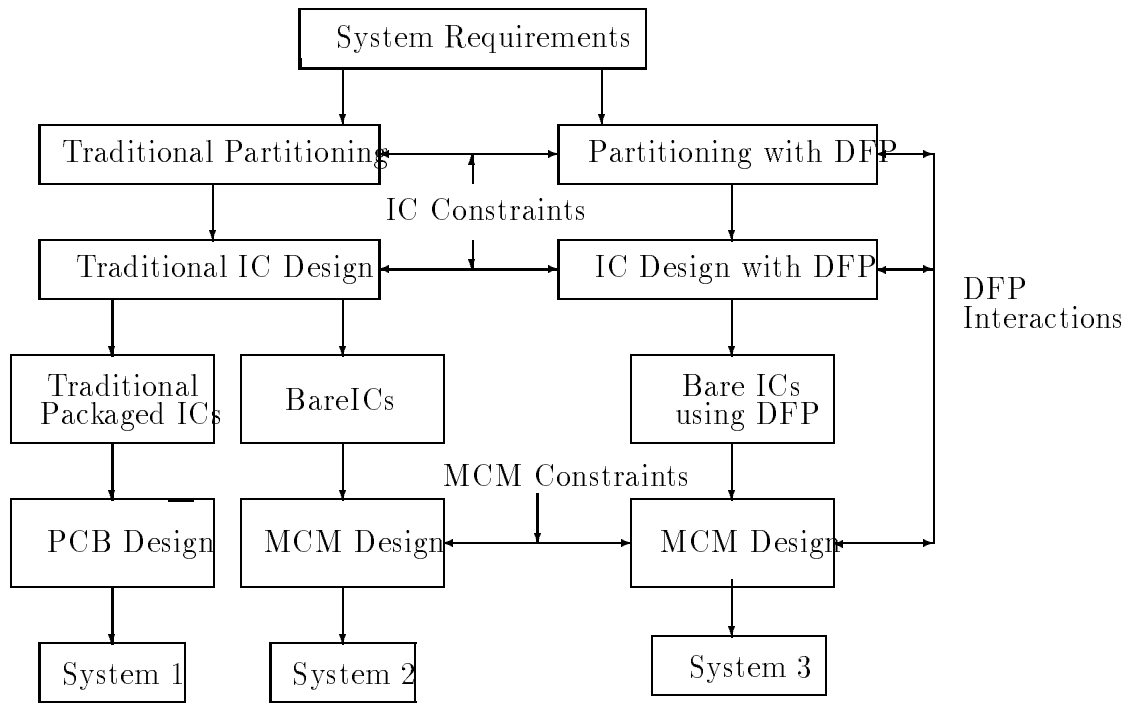 System Requirements
Traditional Partitioning
Partitioning with DFP
IC Constraints
Traditional IC Design
IC Design with DFP
DFP
Interactions
Traditional
Packaged ICs
BareICs
Bare ICs
using DFP
MCM Constraints
PCB Design
MCM Design
MCM Design
System 1
System 2
System 3